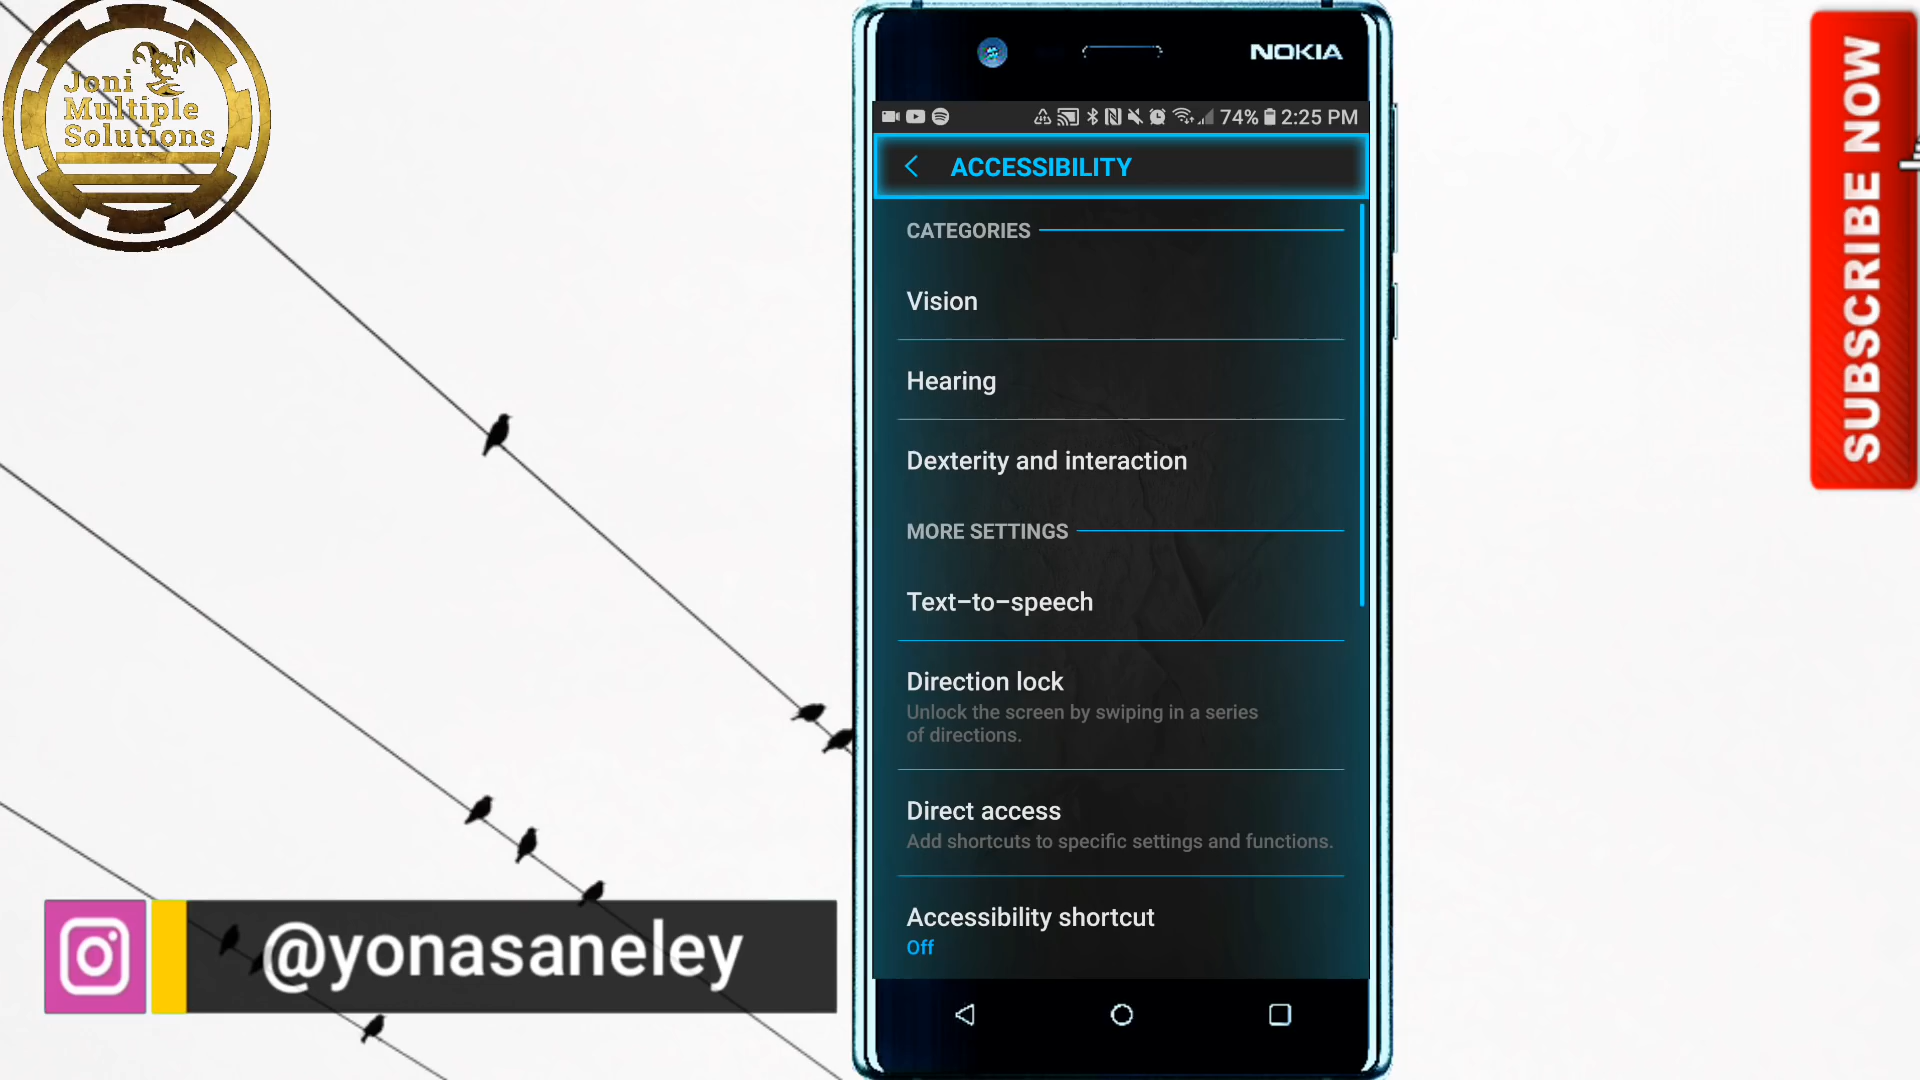 Joni
Multiple
Solutions
NOKIA
74% 2:25 PM
ACCESSIBILITY
CATEGORIES
Vision
Hearing
Dexterity and interaction
MORE SETTINGS
Text-to-speech
Direction lock
Unlock the screen by swiping in a series
of directions.
Direct access
Add shortcuts to specific settings and functions.
Accessibility shortcut
Off
@yonasaneley
SUBSCRIBE NOW